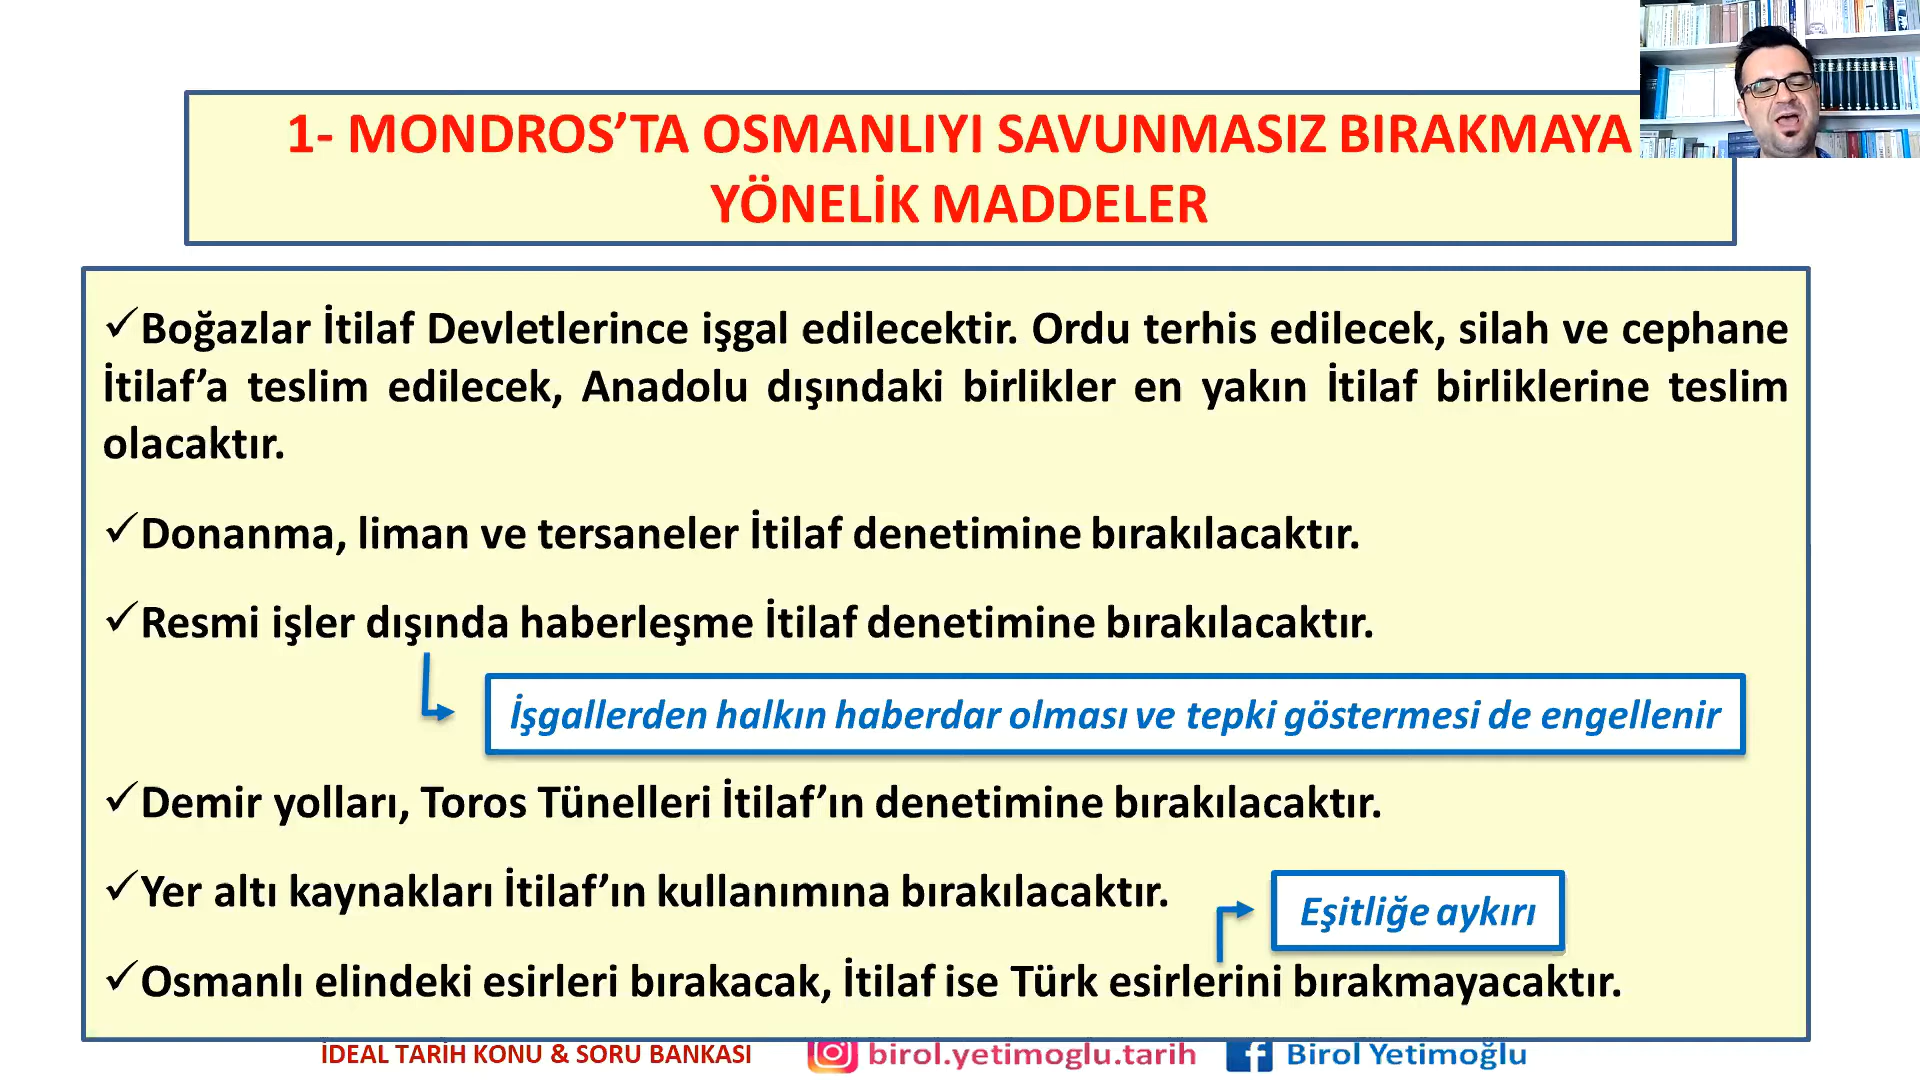 1- MONDROS’TA OSMANLIYI SAVUNMASIZ BIRAKMAYA
YÖNELİK MADDELER
✓Boğazlar İtilaf Devletlerince işgal edilecektir. Ordu terhis edilecek, silah ve cephane
İtilaf’a teslim edilecek, Anadolu dışındaki birlikler en yakın İtilaf birliklerine teslim
olacaktır.
✓Donanma, liman ve tersaneler İtilaf denetimine bırakılacaktır.
✓Resmi işler dışında haberleşme İtilaf denetimine bırakılacaktır.
İşgallerden halkın haberdar olması ve tepki göstermesi de engellenir
✓Demir yolları, Toros Tünelleri İtilaf’ın denetimine bırakılacaktır.
✓Yer altı kaynakları İtilaf’ın kullanımına bırakılacaktır.
Eşitliğe aykırı
✓Osmanlı elindeki esirleri bırakacak, İtilaf ise Türk esirlerini bırakmayacaktır.
İDEAL TARİH KONU & SORU BANKASI birol.yetimoglu.tarih Birol Yetimoğlu